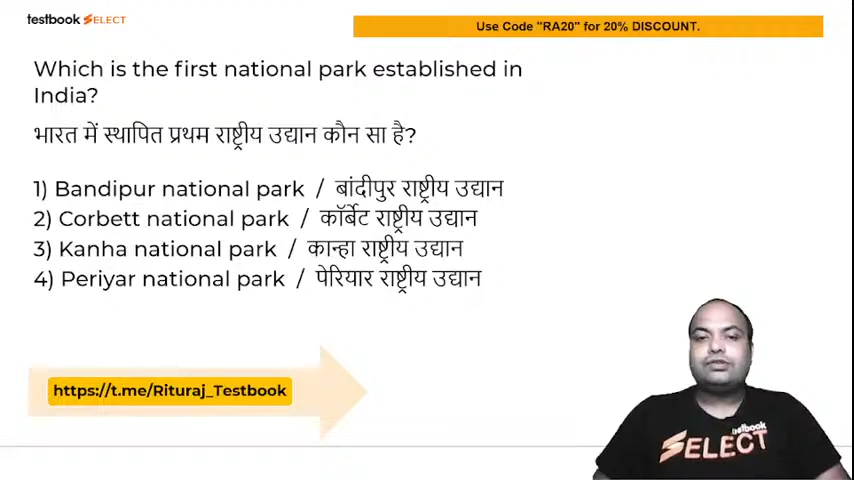 testbook SELECT
Use Code "RA20" for 20% DISCOUNT.
Which is the first national park established in
India?
भारत में स्थापित प्रथम राष्ट्रीय उद्यान कौन सा है?
1) Bandipur national park / बांदीपुर राष्ट्रीय उद्यान
2) Corbett national park / कॉर्बेट राष्ट्रीय उद्यान
3) Kanha national park / कान्हा राष्ट्रीय उद्यान
4) Periyar national park / पेरियार राष्ट्रीय उद्यान
https://t.me/Rituraj_Testbook
testbook
SELECT